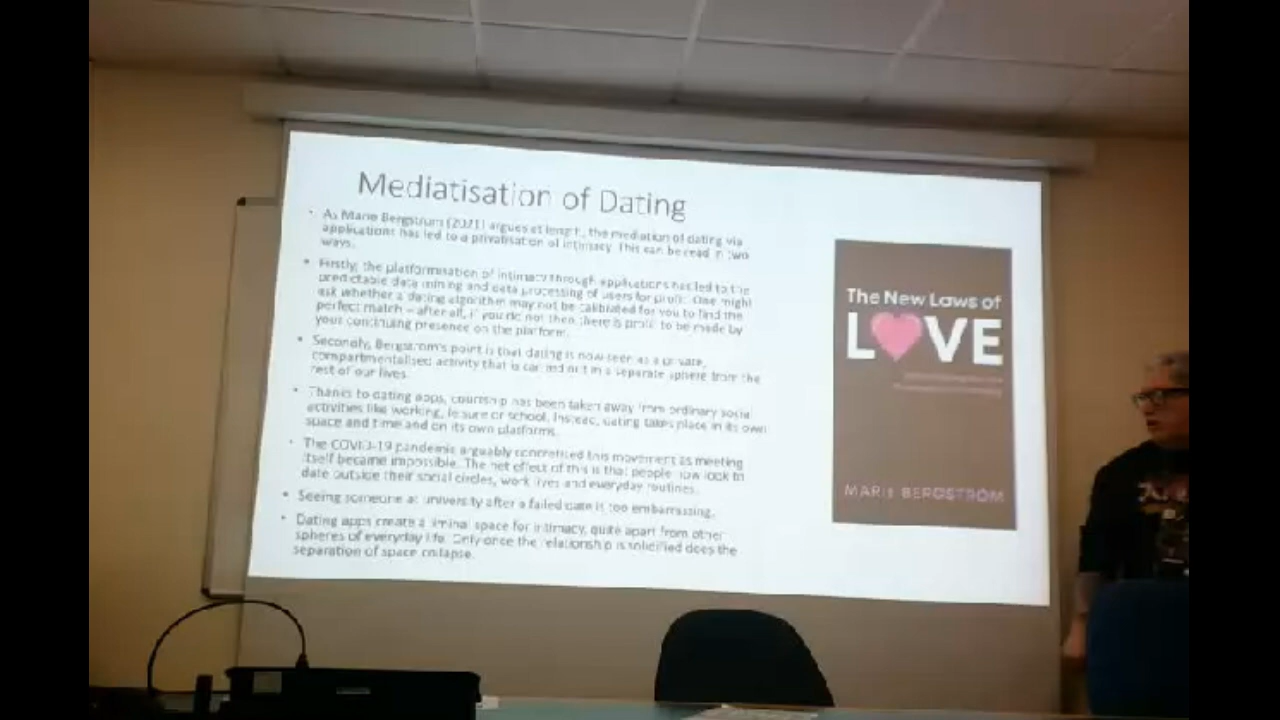 Mediatisation of Dating
• As Marie Bergstrom (2021) argues at length, the mediation of dating via
applications has led to a privatisation of intimacy. This can be read in two
ways.
• Firstly, the platformisation of intimacy through applications has led to the
predictable data mining and data processing of users for profit. One might
ask whether a dating algorithm may not be calibrated for you to find the
perfect match – after all, if you do not then there is profit to be made by
your continuing presence on the platform.
• Secondly, Bergstrom's point is that dating is now seen as a private,
compartmentalised activity that is carried out in a separate sphere from the
rest of our lives.
• Thanks to dating apps, courtship has been taken away from ordinary social
activities like working, leisure or school. Instead, dating takes place in its own
space and time and on its own platforms.
• The COVID-19 pandemic arguably concretised this movement as meeting
itself became impossible. The net effect of this is that people now look to
date outside their social circles, work lives and everyday routines.
• Seeing someone at university after a failed date is too embarrassing.
• Dating apps create a liminal space for intimacy, quite apart from other
spheres of everyday life. Only once the relationship is solidified does the
separation of space collapse.
The New Laws of
LOVE
MARIE BERGSTRÖM